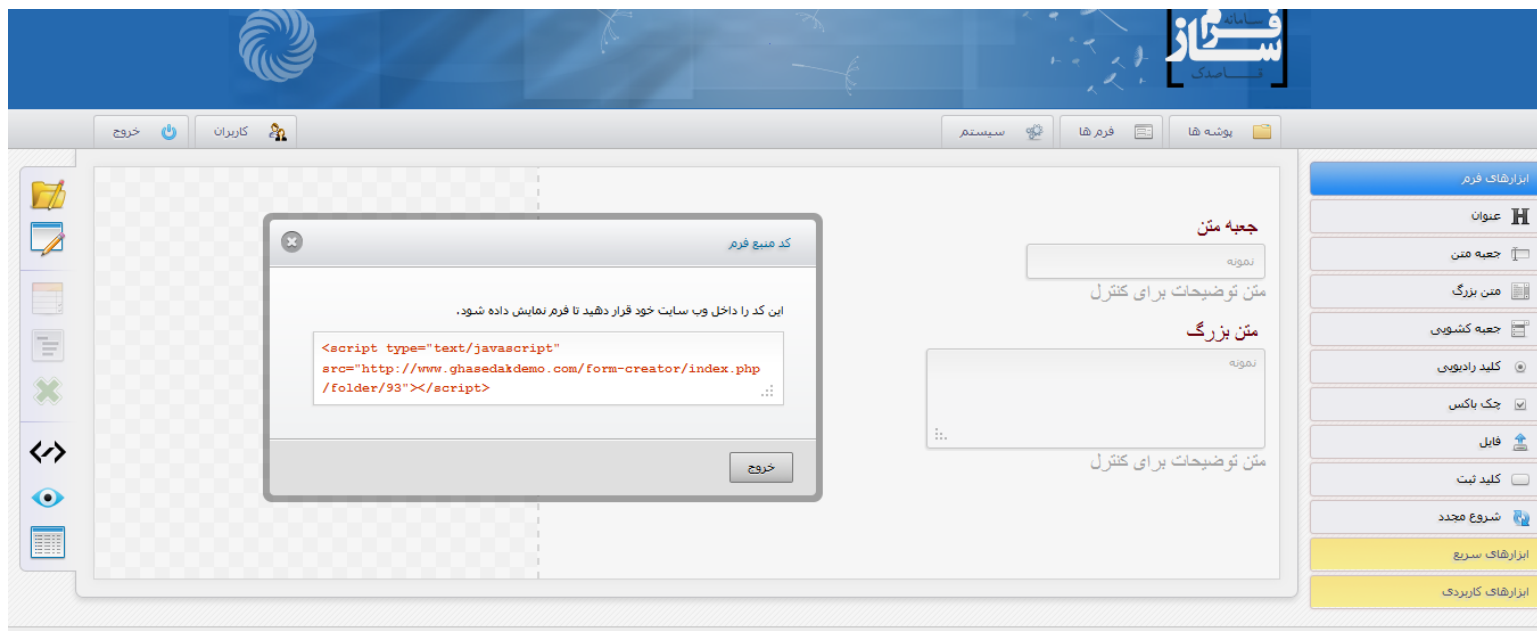 سامانه
فرم
ساز
قاصدک
پوشه ها
فرم ها
سیستم
کاربران
خروج
ابزارهای فرم
عنوان
جعبه متن
متن بزرگ
جعبه کشویی
کلید رادیویی
چک باکس
فایل
کلید ثبت
شروع مجدد
ابزارهای سریع
ابزارهای کاربردی
جعبه متن
نمونه
متن توضیحات برای کنترل
متن بزرگ
نمونه
متن توضیحات برای کنترل
کد منبع فرم
این کد را داخل وب سایت خود قرار دهید تا فرم نمایش داده شود.
<script type="text/javascript"
src="http://www.ghasedakdemo.com/form-creator/index.php
/folder/93"></script>
خروج